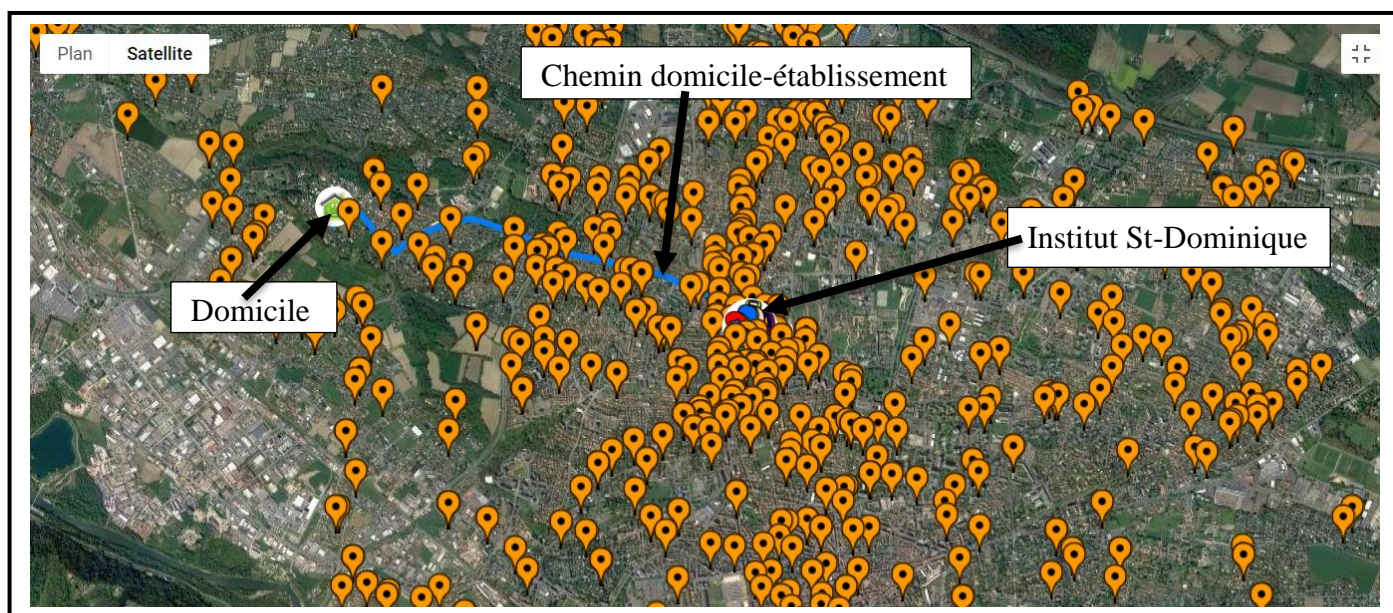 Plan Satellite
Chemin domicile-établissement
Institut St-Dominique
Domicile